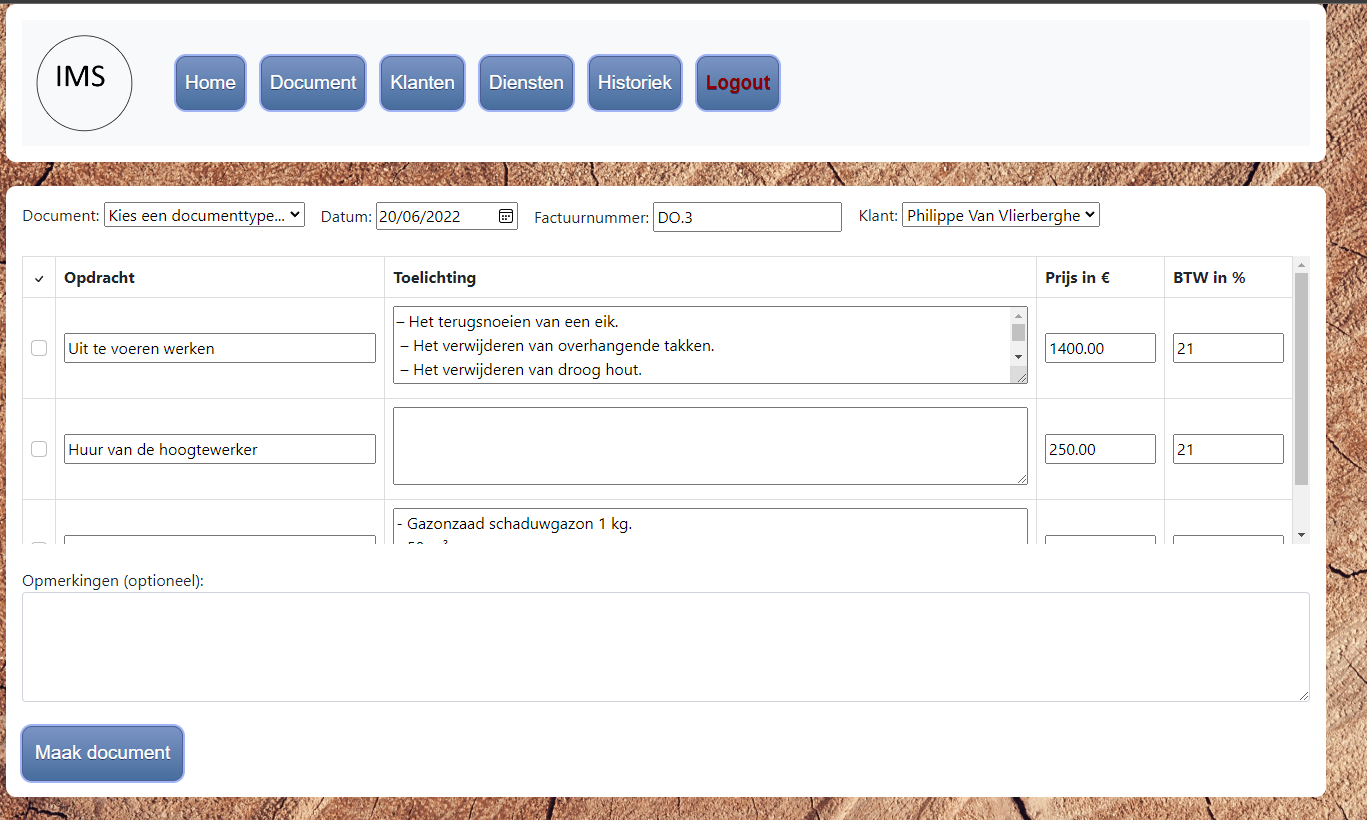 IMS
Home Document Klanten Diensten Historiek Logout
Document: Kies een documenttype... Datum: 20/06/2022 Factuurnummer: DO.3 Klant: Philippe Van Vlierberghe
Opdracht Toelichting Prijs in € BTW in %
– Het terugsnoeien van een eik.
Uit te voeren werken – Het verwijderen van overhangende takken. 1400.00 21
– Het verwijderen van droog hout.
Huur van de hoogtewerker 250.00 21
- Gazonzaad schaduwgazon 1 kg.
Opmerkingen (optioneel):
Maak document